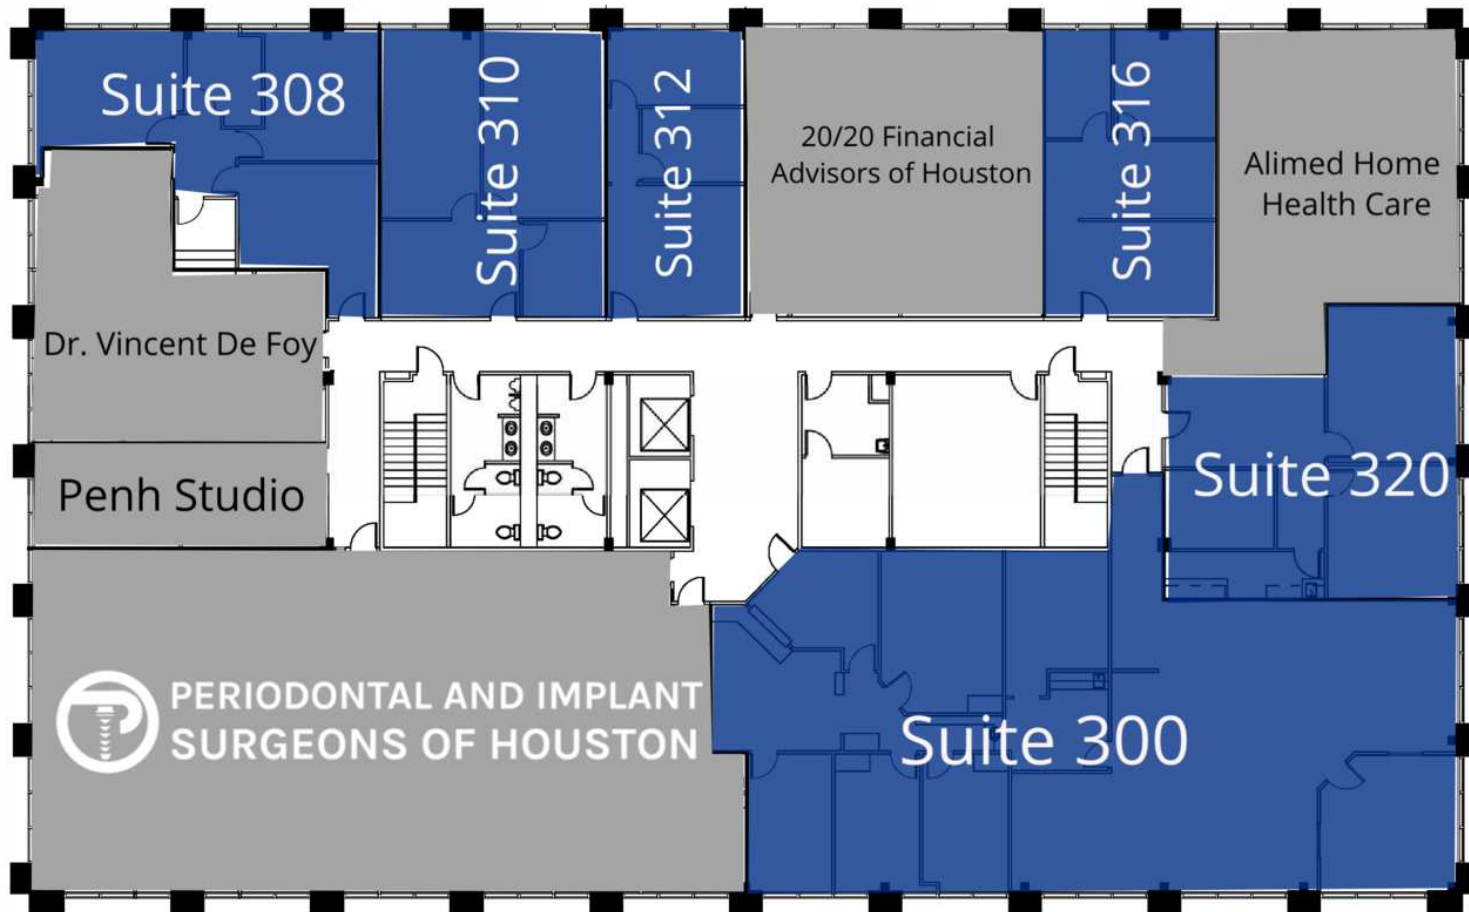 Suite 308
Suite 310
Suite 312
20/20 Financial
Advisors of Houston
Suite 316
Alimed Home
Health Care
Dr. Vincent De Foy
Penh Studio
Suite 320
PERIODONTAL AND IMPLANT
SURGEONS OF HOUSTON
Suite 300